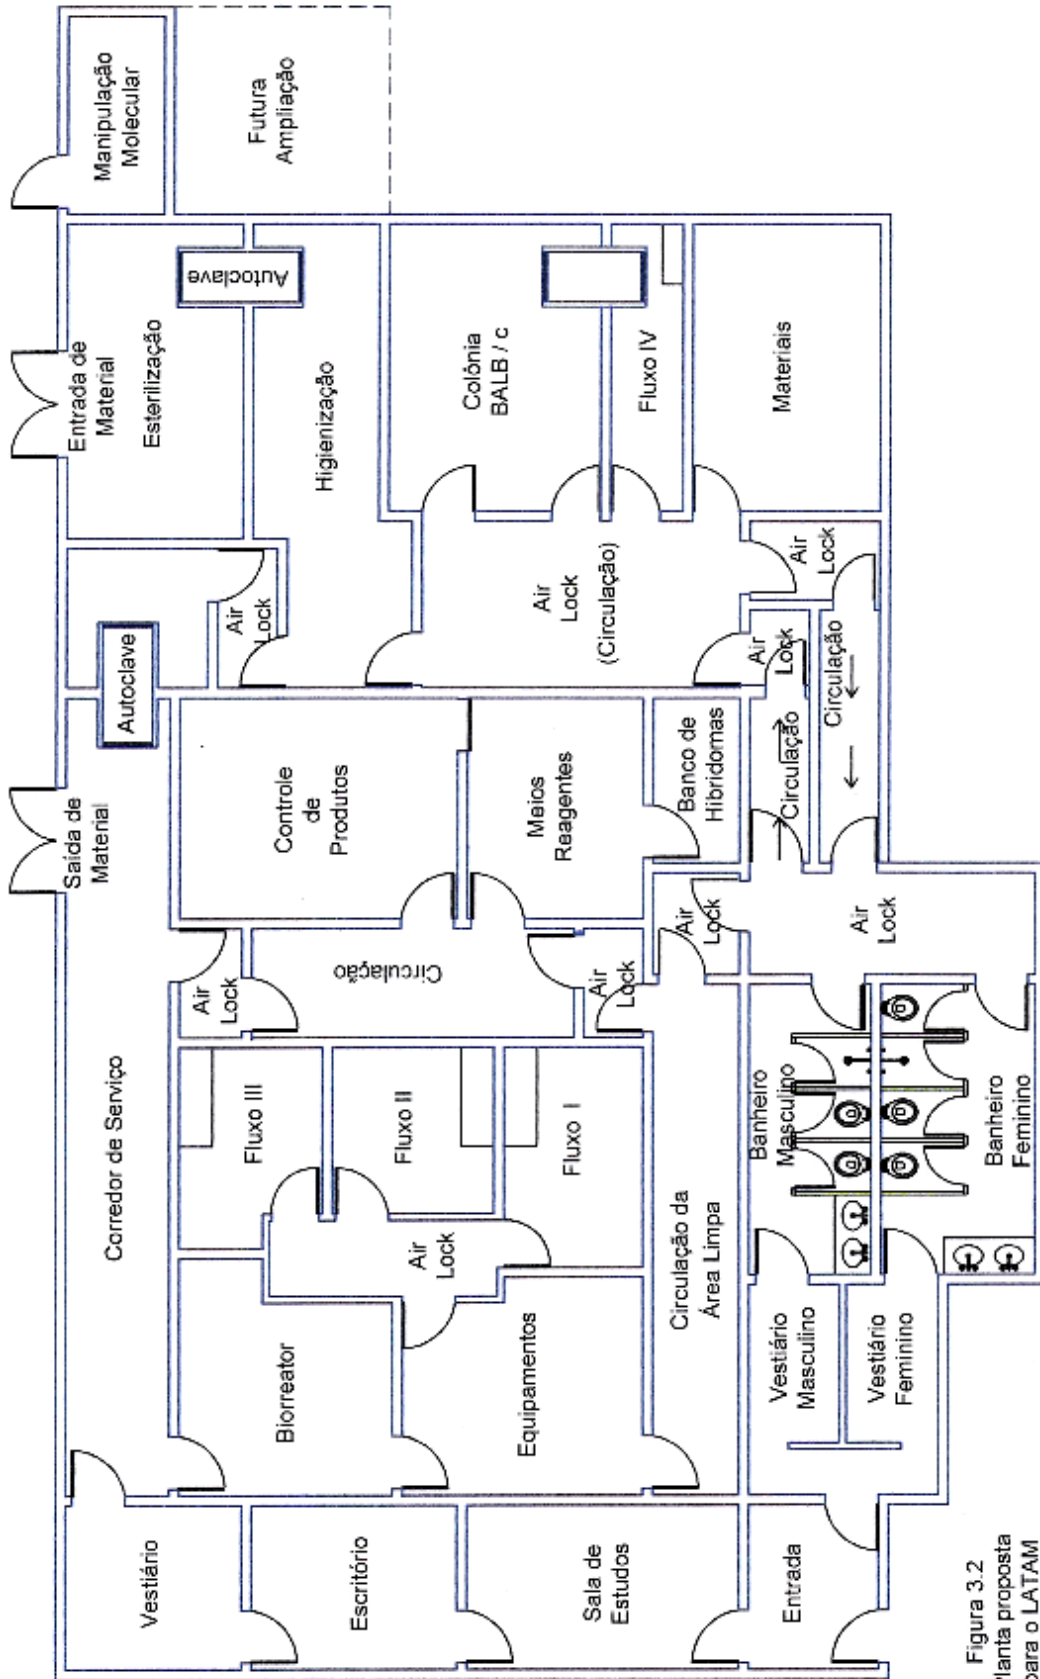 Manipulação
Molecular
Futura
Ampliação
Entrada de
Material
Esterilização
Autoclave
Higienização
Colônia
BALB / c
Fluxo IV
Materiais
Air
Lock
Autoclave
Air
Lock
(Circulação)
Air
Lock
Air
Lock
Saída de
Material
Controle
de
Produtos
Meios
Reagentes
Banco de
Hibridomas
Circulação
Circulação
Corredor de Serviço
Air
Lock
Circulação
Air
Lock
Air
Lock
Air
Lock
Fluxo III
Fluxo II
Fluxo I
Air
Lock
Banheiro
Masculino
Banheiro
Feminino
Biorreator
Equipamentos
Circulação da
Área Limpa
Vestiário
Masculino
Vestiário
Feminino
Vestiário
Escritório
Sala de
Estudos
Entrada
Figura 3.2
Planta proposta
para o LATAM